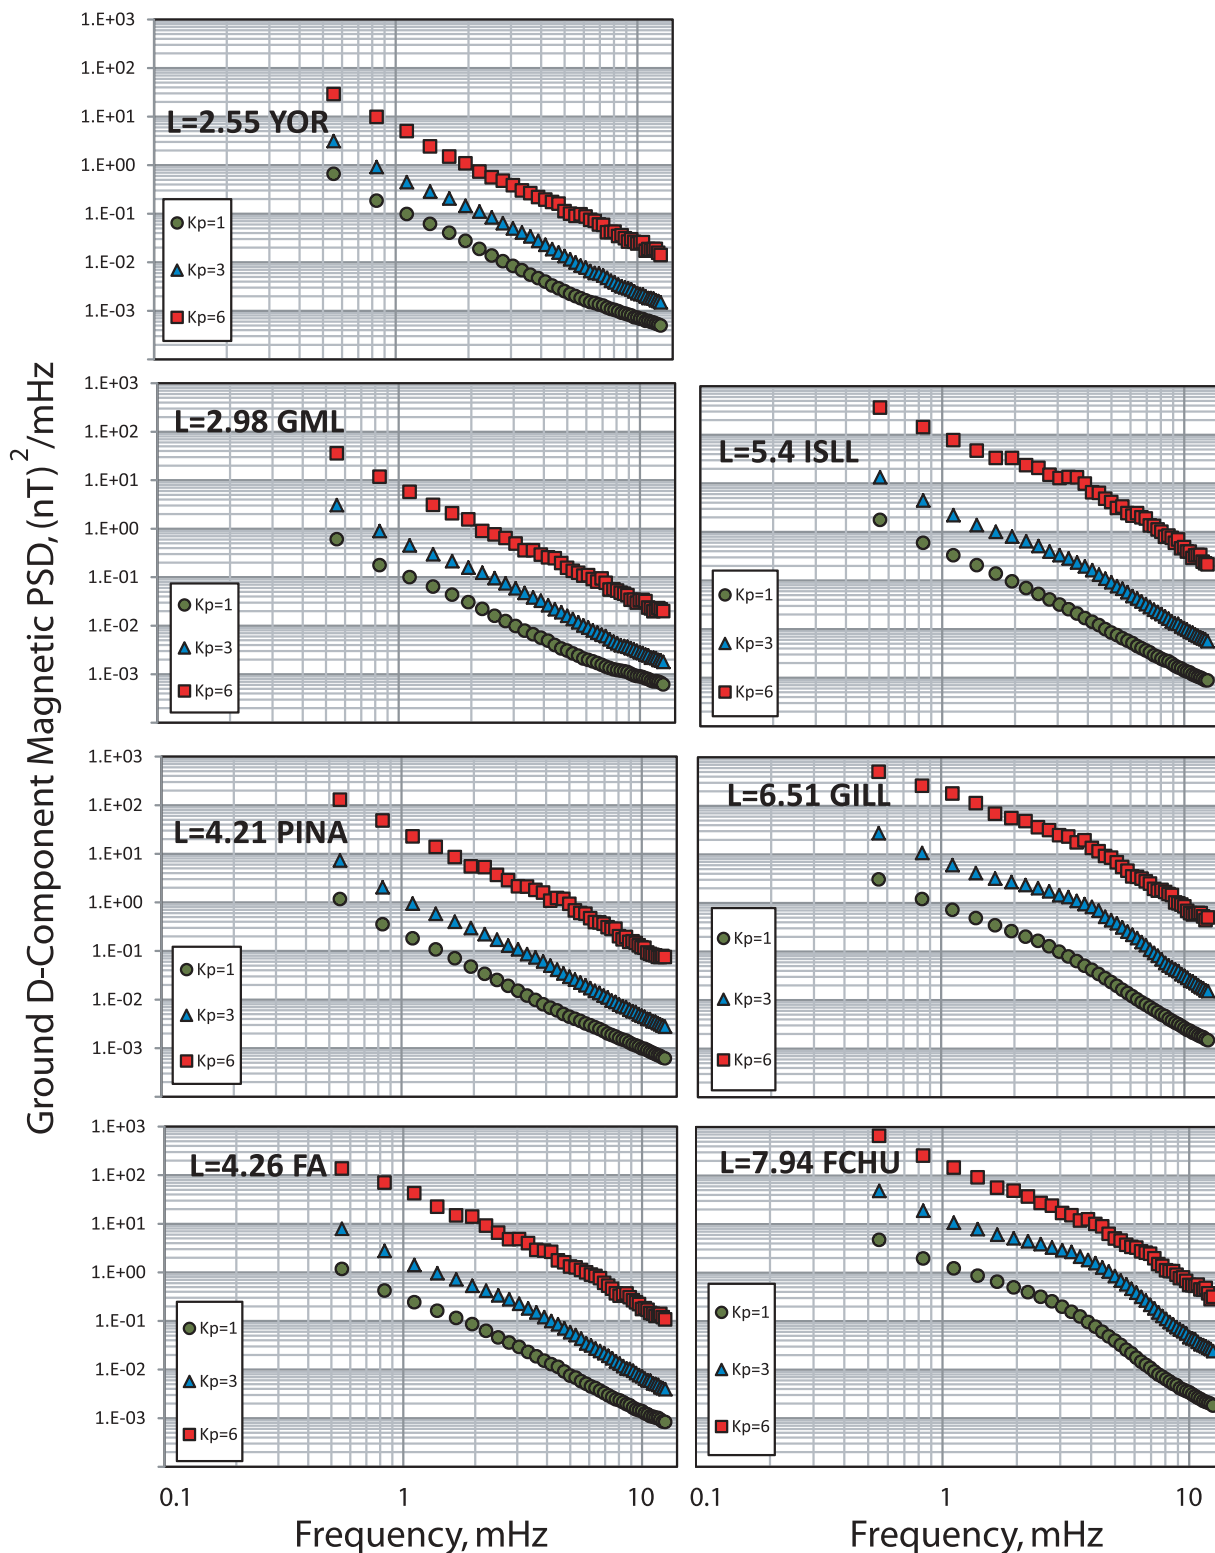 Ground D-Component Magnetic PSD, (nT)²/mHz
1.E+03
1.E+02
1.E+01
1.E+00
1.E-01
1.E-02
1.E-03
L=2.55 YOR
Kp=1
Kp=3
Kp=6
1.E+03
1.E+02
1.E+01
1.E+00
1.E-01
1.E-02
1.E-03
L=2.98 GML
Kp=1
Kp=3
Kp=6
L=5.4 ISLL
Kp=1
Kp=3
Kp=6
1.E+03
1.E+02
1.E+01
1.E+00
1.E-01
1.E-02
1.E-03
L=4.21 PINA
Kp=1
Kp=3
Kp=6
L=6.51 GILL
Kp=1
Kp=3
Kp=6
1.E+03
1.E+02
1.E+01
1.E+00
1.E-01
1.E-02
1.E-03
L=4.26 FA
Kp=1
Kp=3
Kp=6
L=7.94 FCHU
Kp=1
Kp=3
Kp=6
0.1 1 10
0.1 1 10
Frequency, mHz
Frequency, mHz